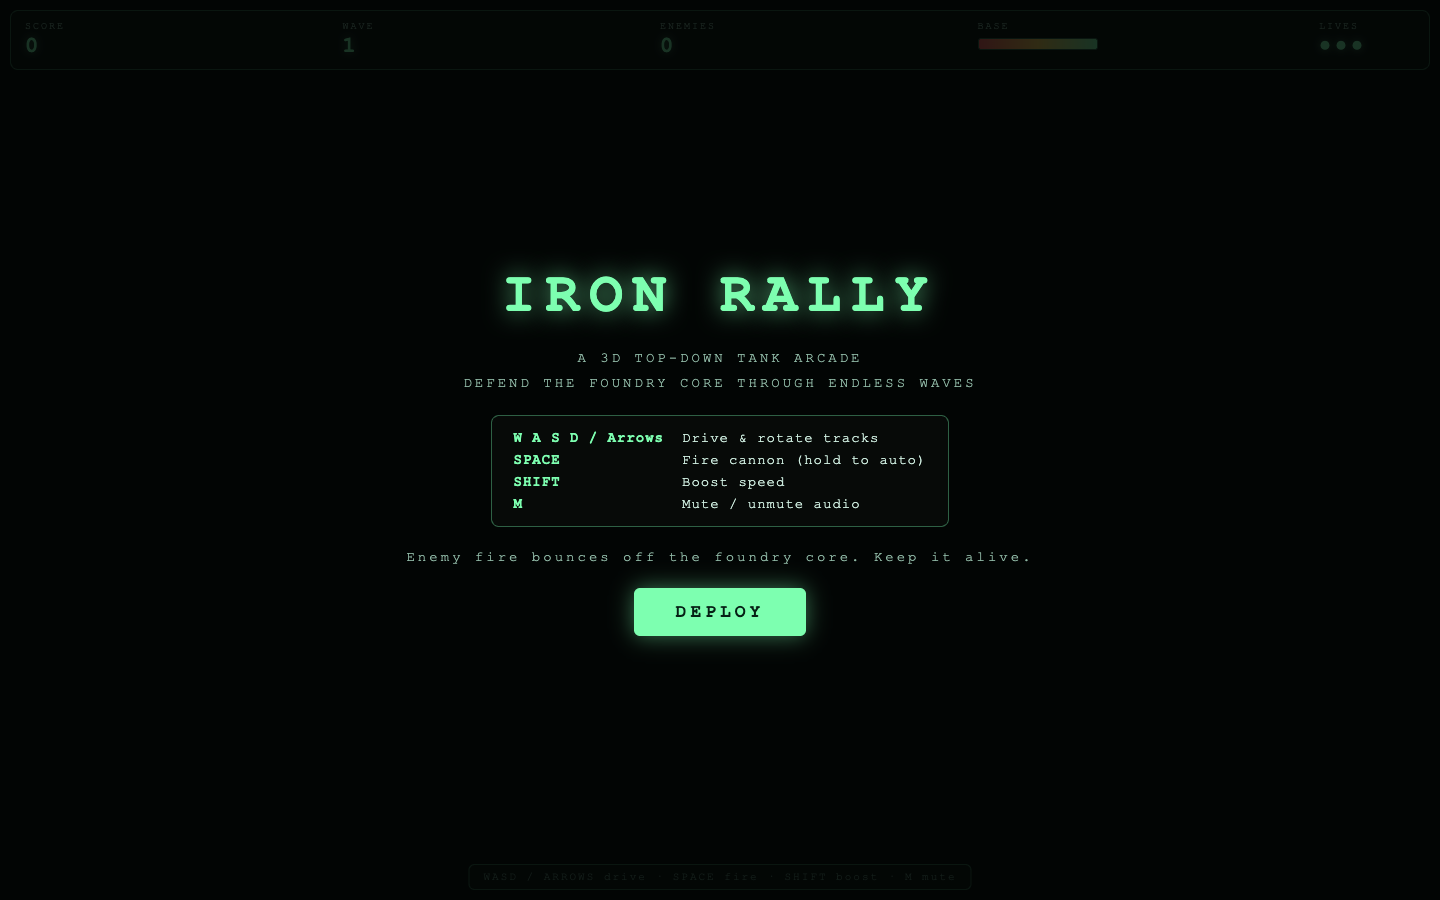 SCORE
WAVE
ENEMIES
BASE
LIVES
0
1
0
IRON RALLY
A 3D TOP-DOWN TANK ARCADE
DEFEND THE FOUNDRY CORE THROUGH ENDLESS WAVES
W A S D / Arrows Drive & rotate tracks
SPACE Fire cannon (hold to auto)
SHIFT Boost speed
M Mute / unmute audio
Enemy fire bounces off the foundry core. Keep it alive.
DEPLOY
WASD / ARROWS drive · SPACE fire · SHIFT boost · M mute